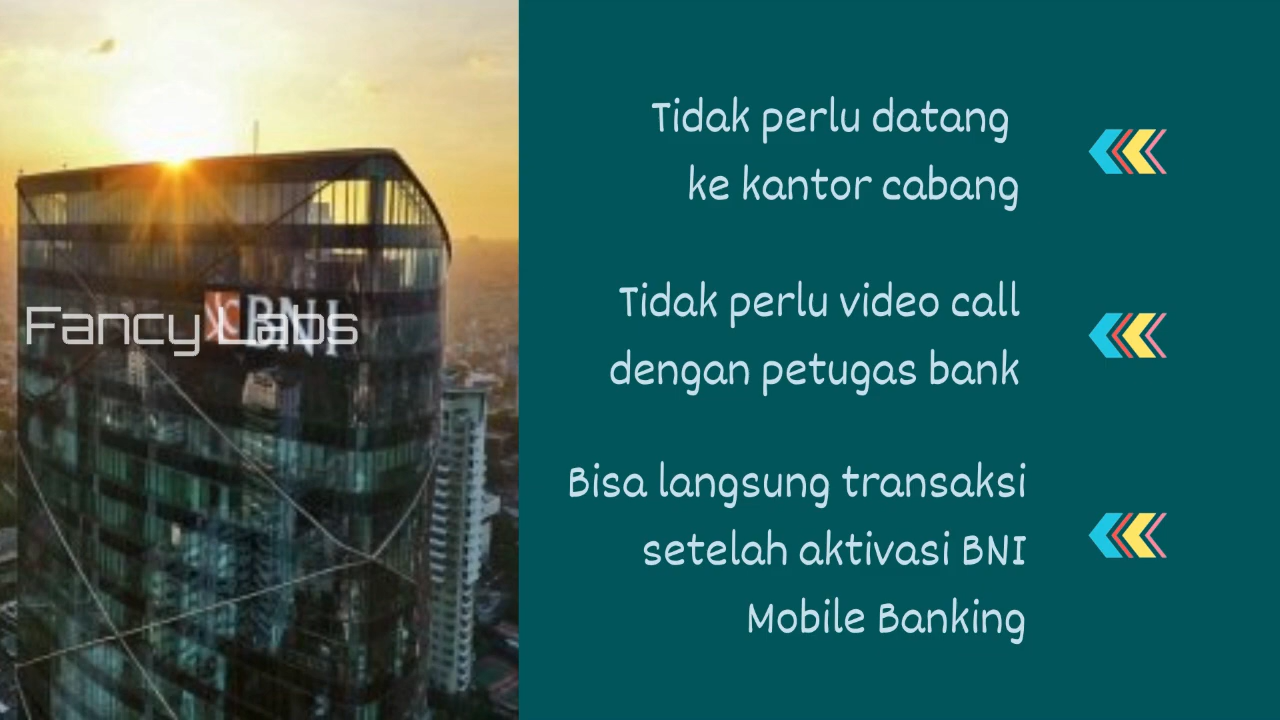 Fancy Labs
BNI
Tidak perlu datang
ke kantor cabang
Tidak perlu video call
dengan petugas bank
Bisa langsung transaksi
setelah aktivasi BNI
Mobile Banking